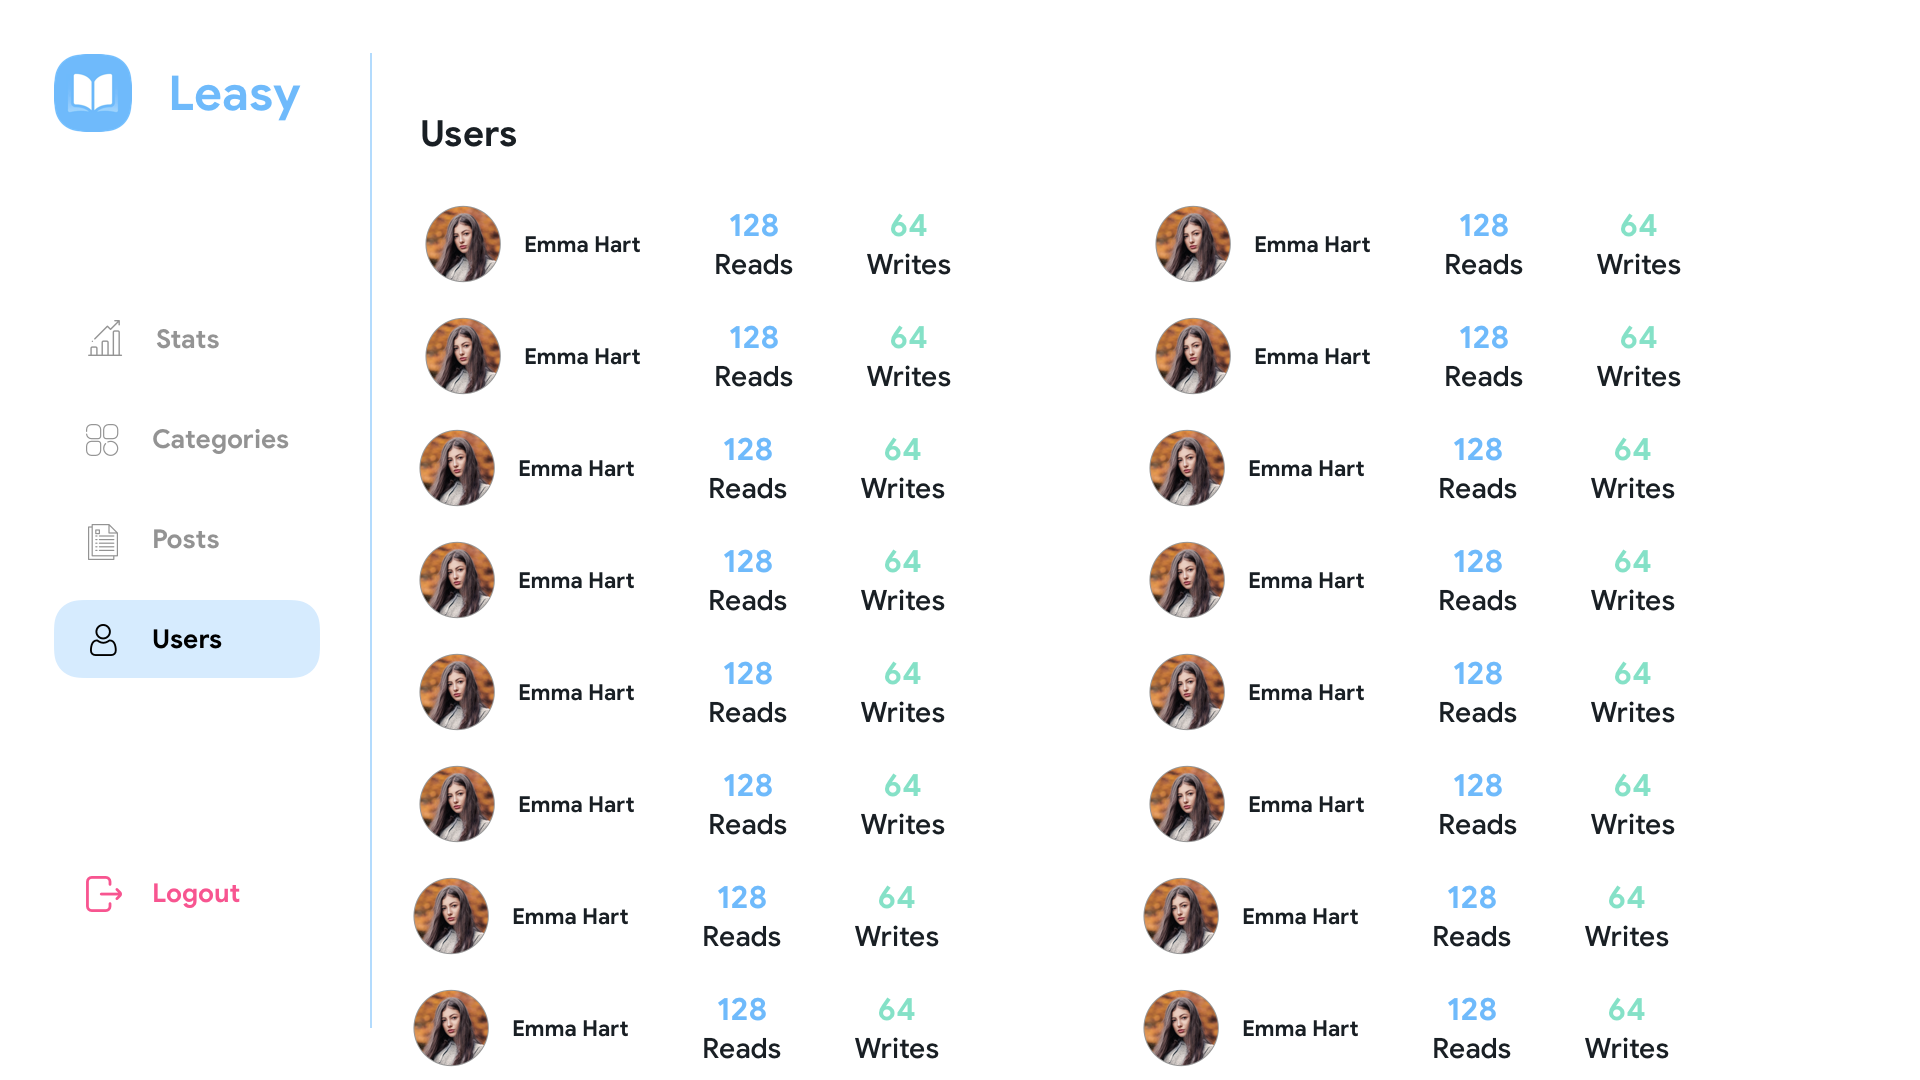 Leasy
Stats
Categories
Posts
Users
Logout
Users
Emma Hart
128
Reads
64
Writes
Emma Hart
128
Reads
64
Writes
Emma Hart
128
Reads
64
Writes
Emma Hart
128
Reads
64
Writes
Emma Hart
128
Reads
64
Writes
Emma Hart
128
Reads
64
Writes
Emma Hart
128
Reads
64
Writes
Emma Hart
128
Reads
64
Writes
Emma Hart
128
Reads
64
Writes
Emma Hart
128
Reads
64
Writes
Emma Hart
128
Reads
64
Writes
Emma Hart
128
Reads
64
Writes
Emma Hart
128
Reads
64
Writes
Emma Hart
128
Reads
64
Writes
Emma Hart
128
Reads
64
Writes
Emma Hart
128
Reads
64
Writes